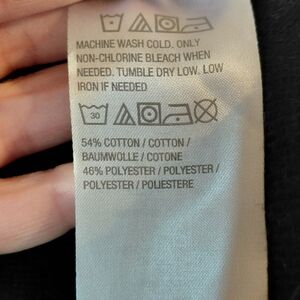 MACHINE WASH COLD. ONLY
NON-CHLORINE BLEACH WHEN
NEEDED. TUMBLE DRY LOW. LOW
IRON IF NEEDED
30
54% COTTON / COTTON /
BAUMWOLLE / COTONE
46% POLYESTER / POLYESTER /
POLYESTER / POLIESTERE